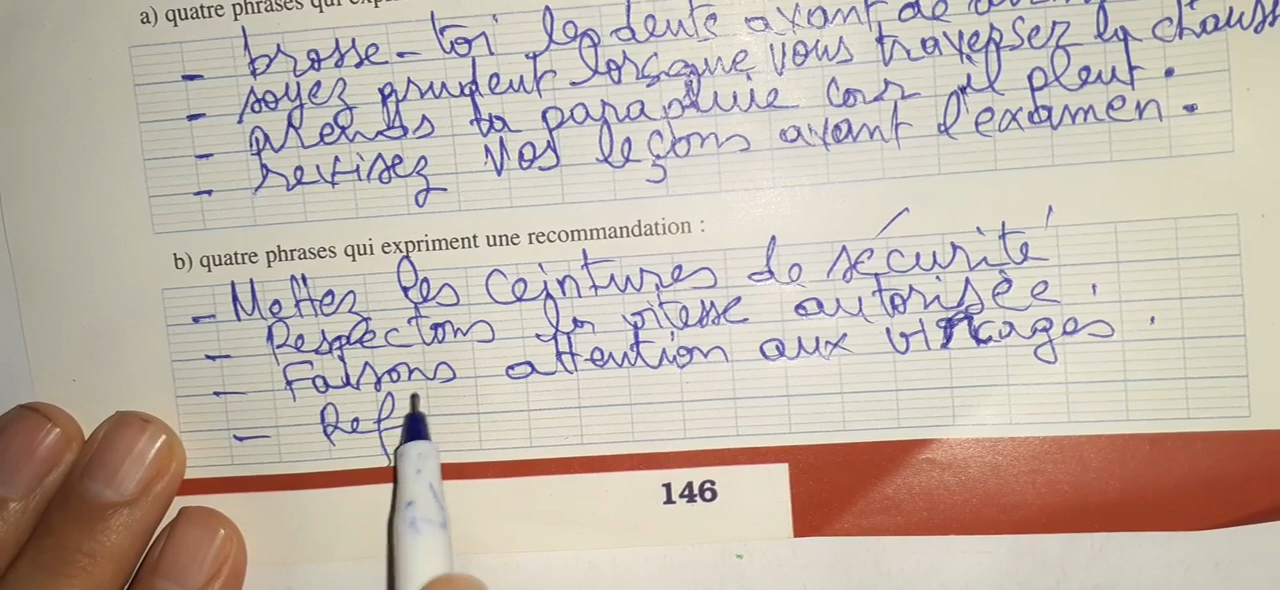 a) quatre phrases qui
- brosse-toi les dents avant de
- soyez prudent lorsque vous traversez la chauss
- prends ta parapluie car il pleut.
- revisez vos leçons avant l'examen.
b) quatre phrases qui expriment une recommandation :
- Mettez les ceintures de sécurité
- Respectons la vitesse autorisée.
- Faisons attention aux virages.
- Ref
146